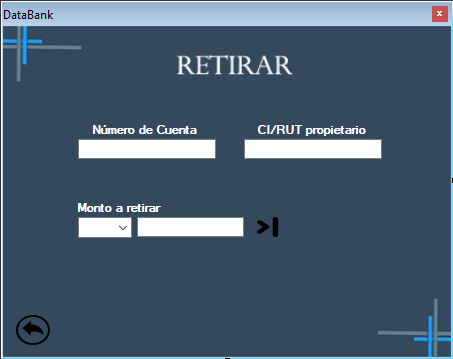 DataBank
RETIRAR
Número de Cuenta
CI/RUT propietario
Monto a retirar